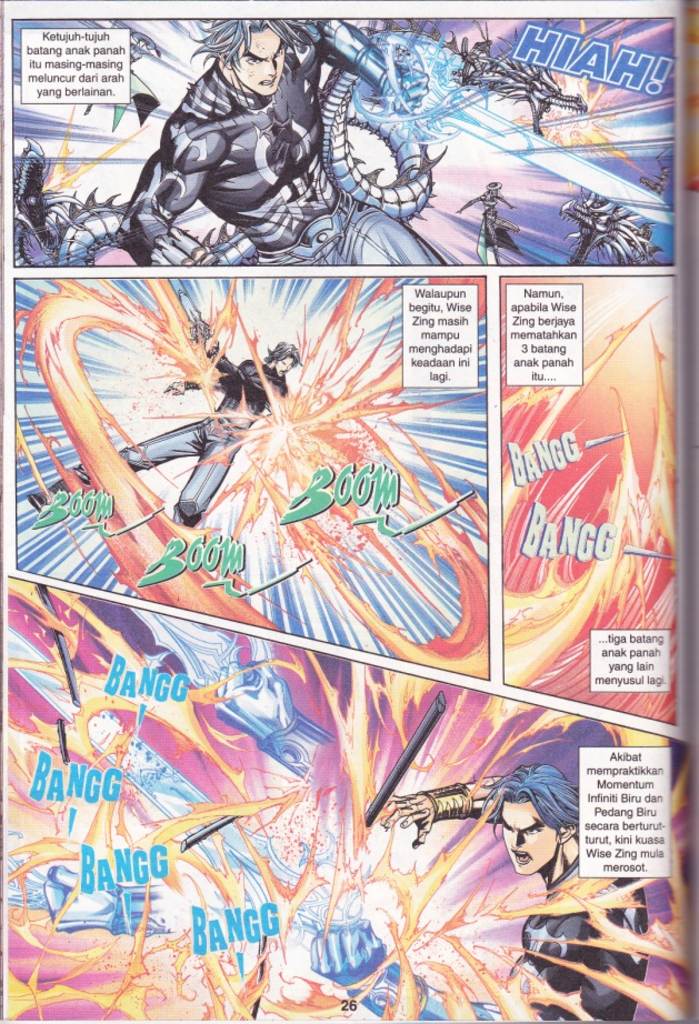 Ketujuh-tujuh
batang anak panah
itu masing-masing
meluncur dari arah
yang berlainan.
HIAH!
Walaupun
begitu, Wise
Zing masih
mampu
menghadapi
keadaan ini
lagi.
BOOM
BOOM
BOOM
Namun,
apabila Wise
Zing berjaya
mematahkan
3 batang
anak panah
itu....
BANGG
BANGG
...tiga batang
anak panah
yang lain
menyusul lagi.
BANGG
BANGG
BANGG
BANGG
Akibat
mempraktikkan
Momentum
Infiniti Biru dan
Pedang Biru
secara berturut-
turut, kini kuasa
Wise Zing mula
merosot.
26